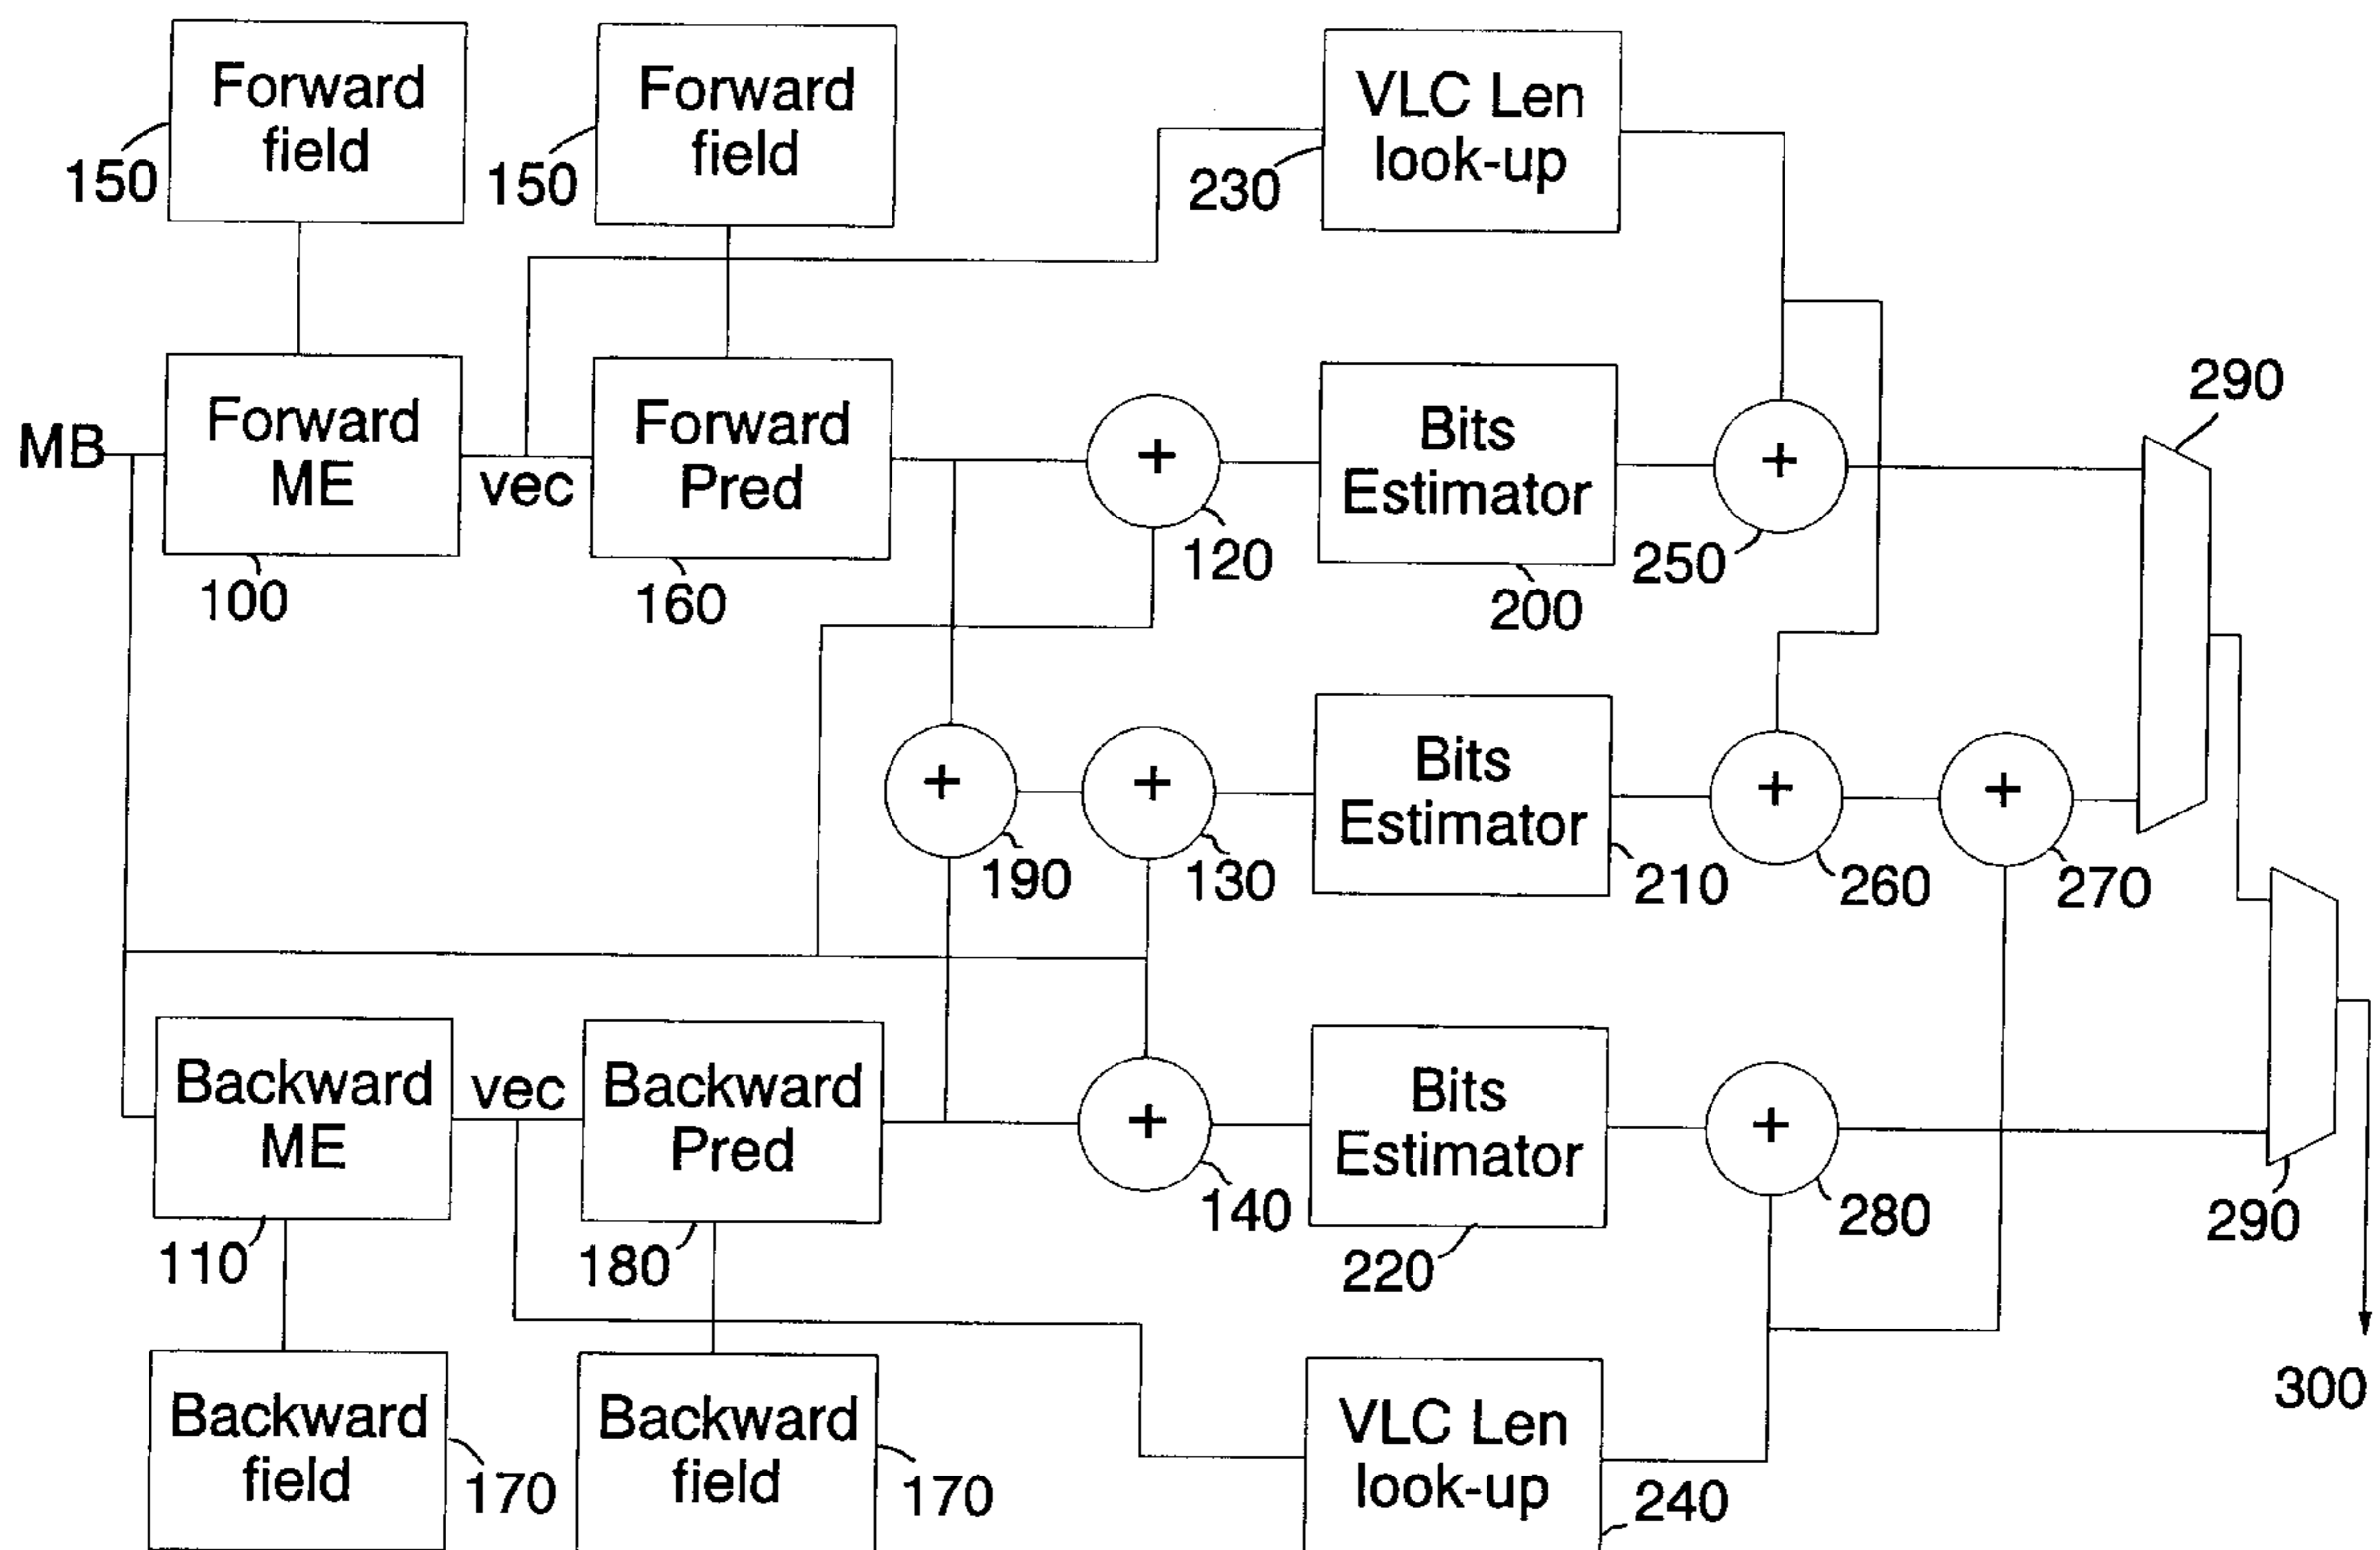 Forward
field
150
Forward
field
150
VLC Len
look-up
230
MB
Forward
ME
100
vec
Forward
Pred
160
+
120
Bits
Estimator
200
+
250
290
+
190
+
130
Bits
Estimator
210
+
260
+
270
Backward
ME
110
vec
Backward
Pred
180
+
140
Bits
Estimator
220
+
280
290
300
Backward
field
170
Backward
field
170
VLC Len
look-up
240